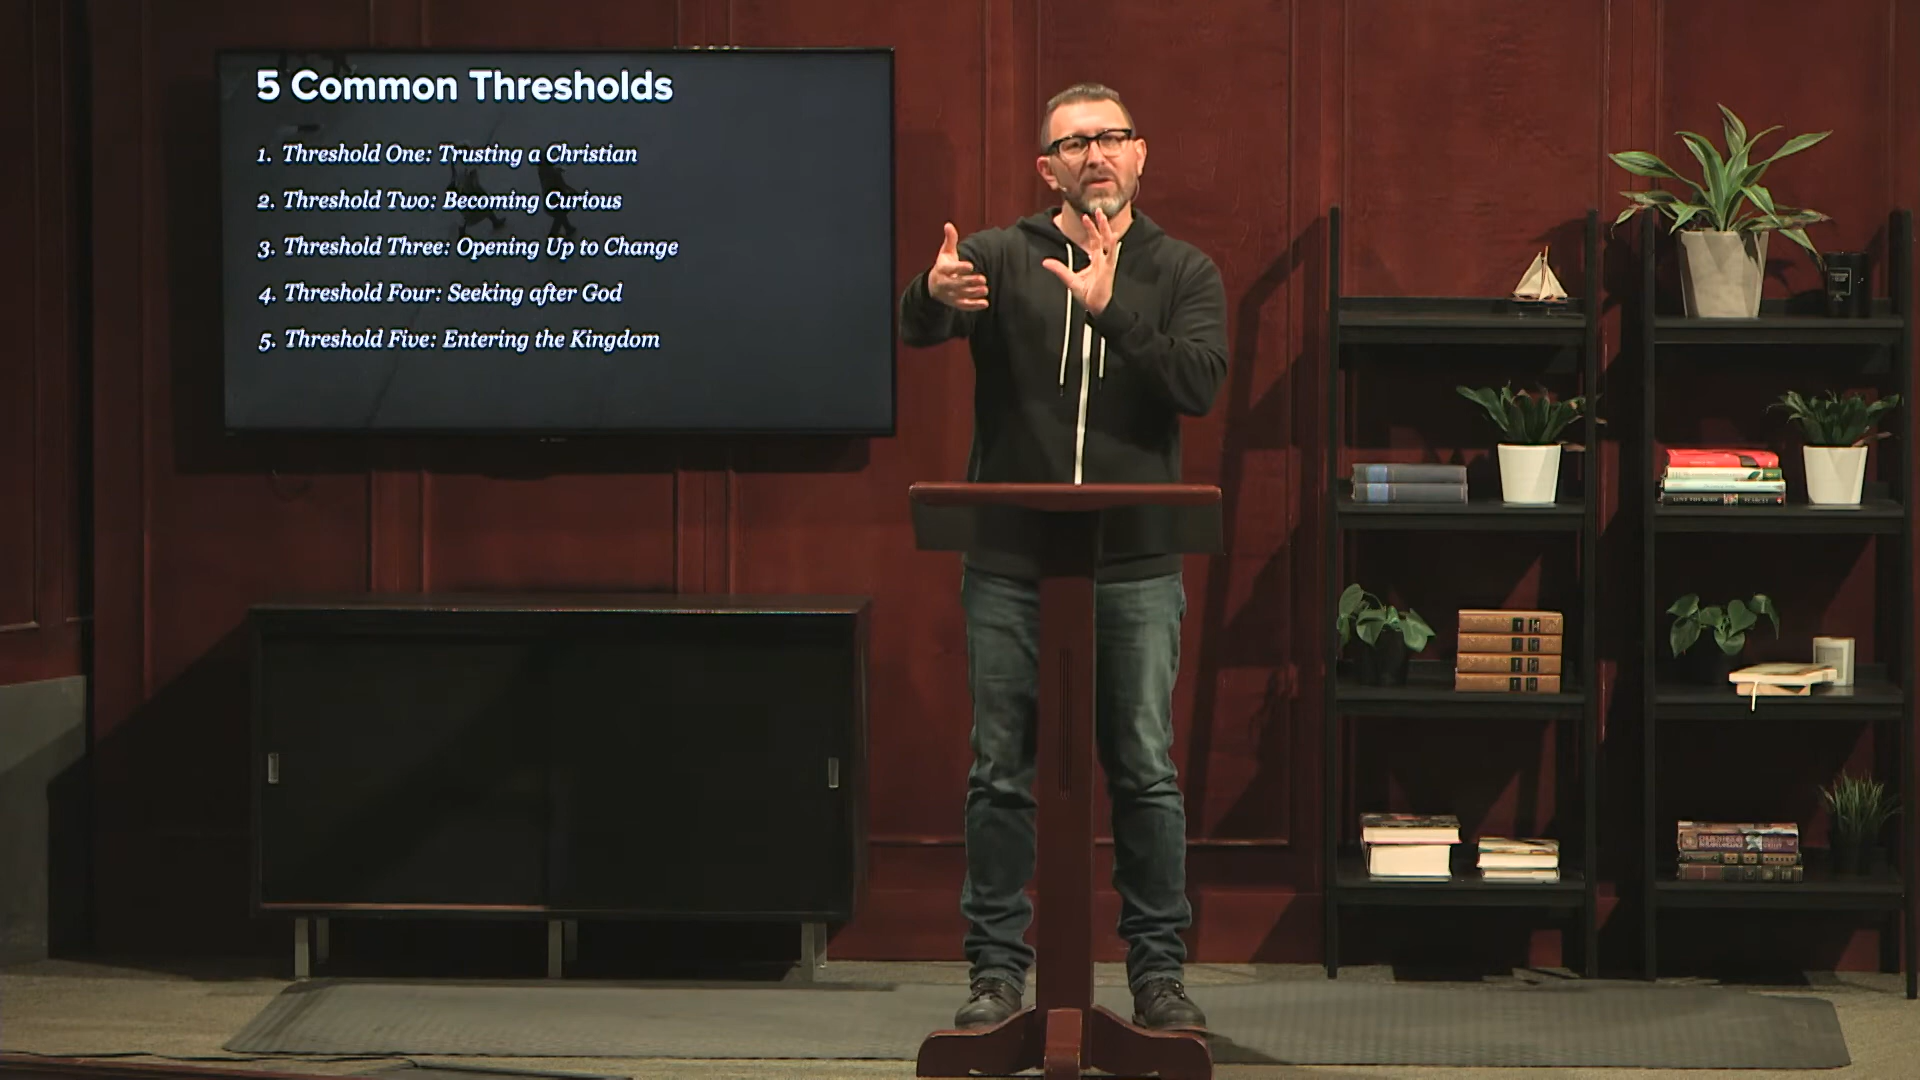 5 Common Thresholds
1. Threshold One: Trusting a Christian
2. Threshold Two: Becoming Curious
3. Threshold Three: Opening Up to Change
4. Threshold Four: Seeking after God
5. Threshold Five: Entering the Kingdom